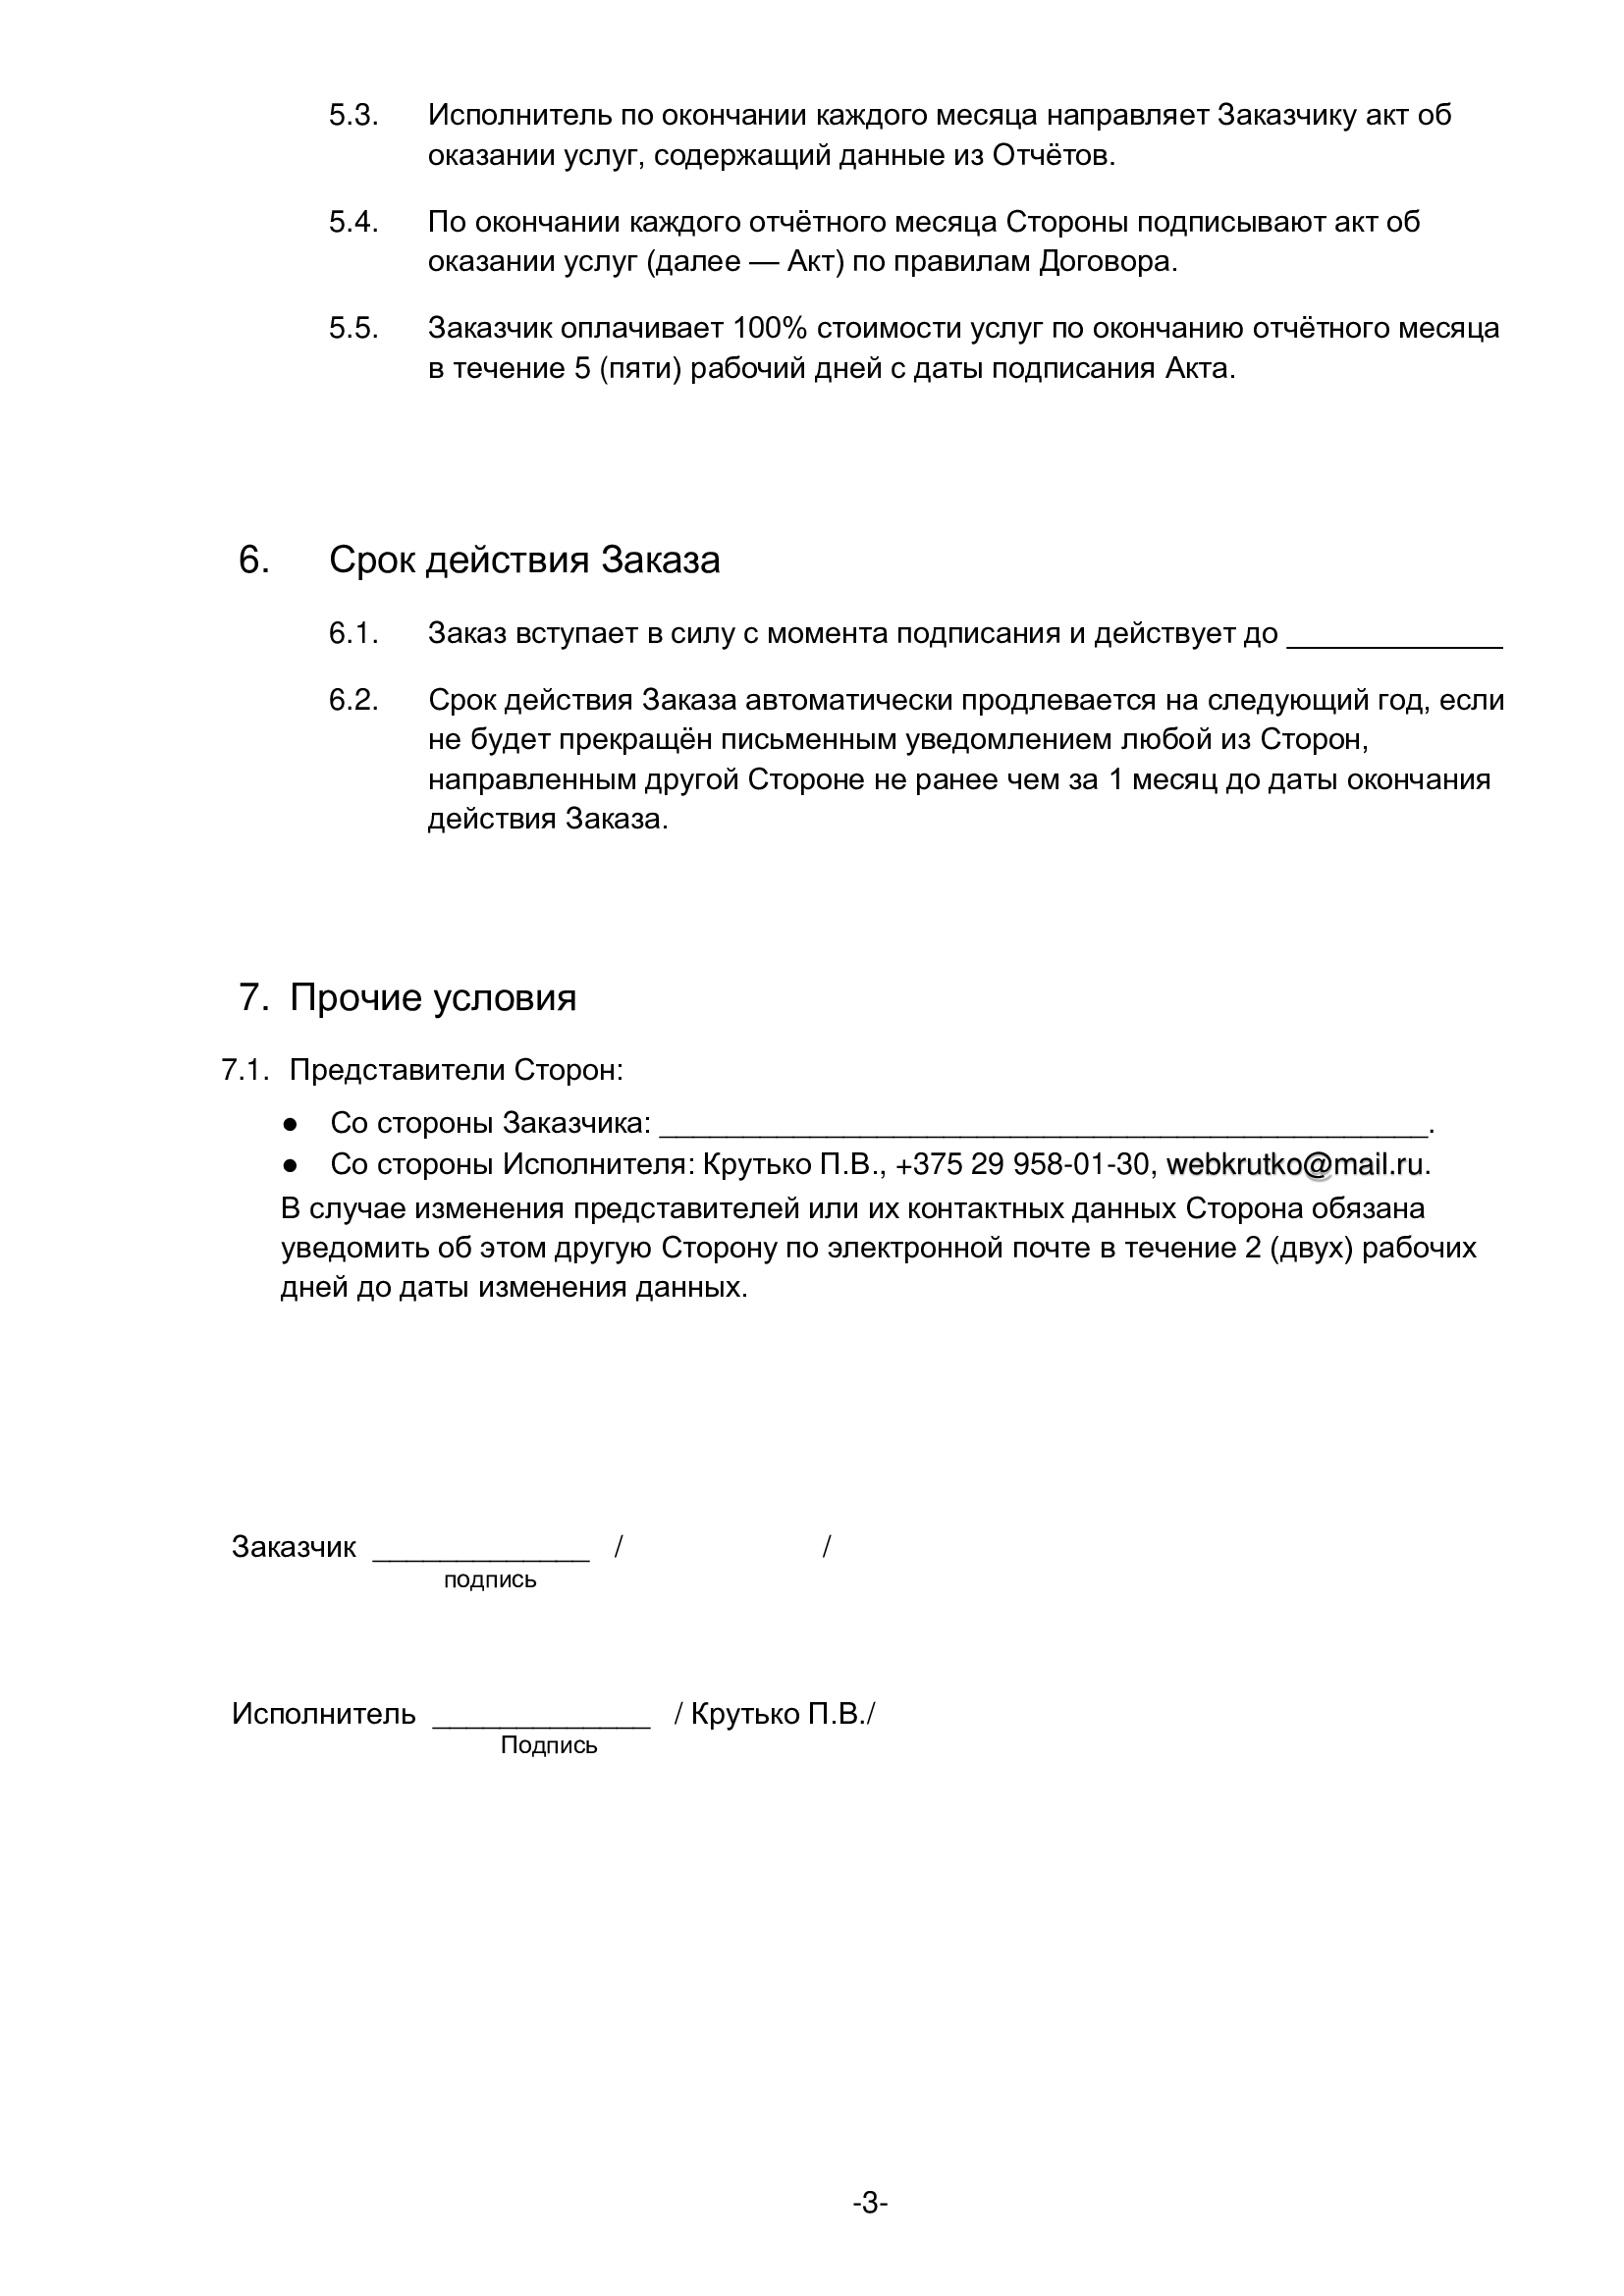 5.3. Исполнитель по окончании каждого месяца направляет Заказчику акт об
оказании услуг, содержащий данные из Отчётов.
5.4. По окончании каждого отчётного месяца Стороны подписывают акт об
оказании услуг (далее — Акт) по правилам Договора.
5.5. Заказчик оплачивает 100% стоимости услуг по окончанию отчётного месяца
в течение 5 (пяти) рабочий дней с даты подписания Акта.
6. Срок действия Заказа
6.1. Заказ вступает в силу с момента подписания и действует до _____________
6.2. Срок действия Заказа автоматически продлевается на следующий год, если
не будет прекращён письменным уведомлением любой из Сторон,
направленным другой Стороне не ранее чем за 1 месяц до даты окончания
действия Заказа.
7. Прочие условия
7.1. Представители Сторон:
● Со стороны Заказчика: ______________________________________________.
● Со стороны Исполнителя: Крутько П.В., +375 29 958-01-30, webkrutko@mail.ru.
В случае изменения представителей или их контактных данных Сторона обязана
уведомить об этом другую Сторону по электронной почте в течение 2 (двух) рабочих
дней до даты изменения данных.
Заказчик _____________ / /
подпись
Исполнитель _____________ / Крутько П.В./
Подпись
-3-